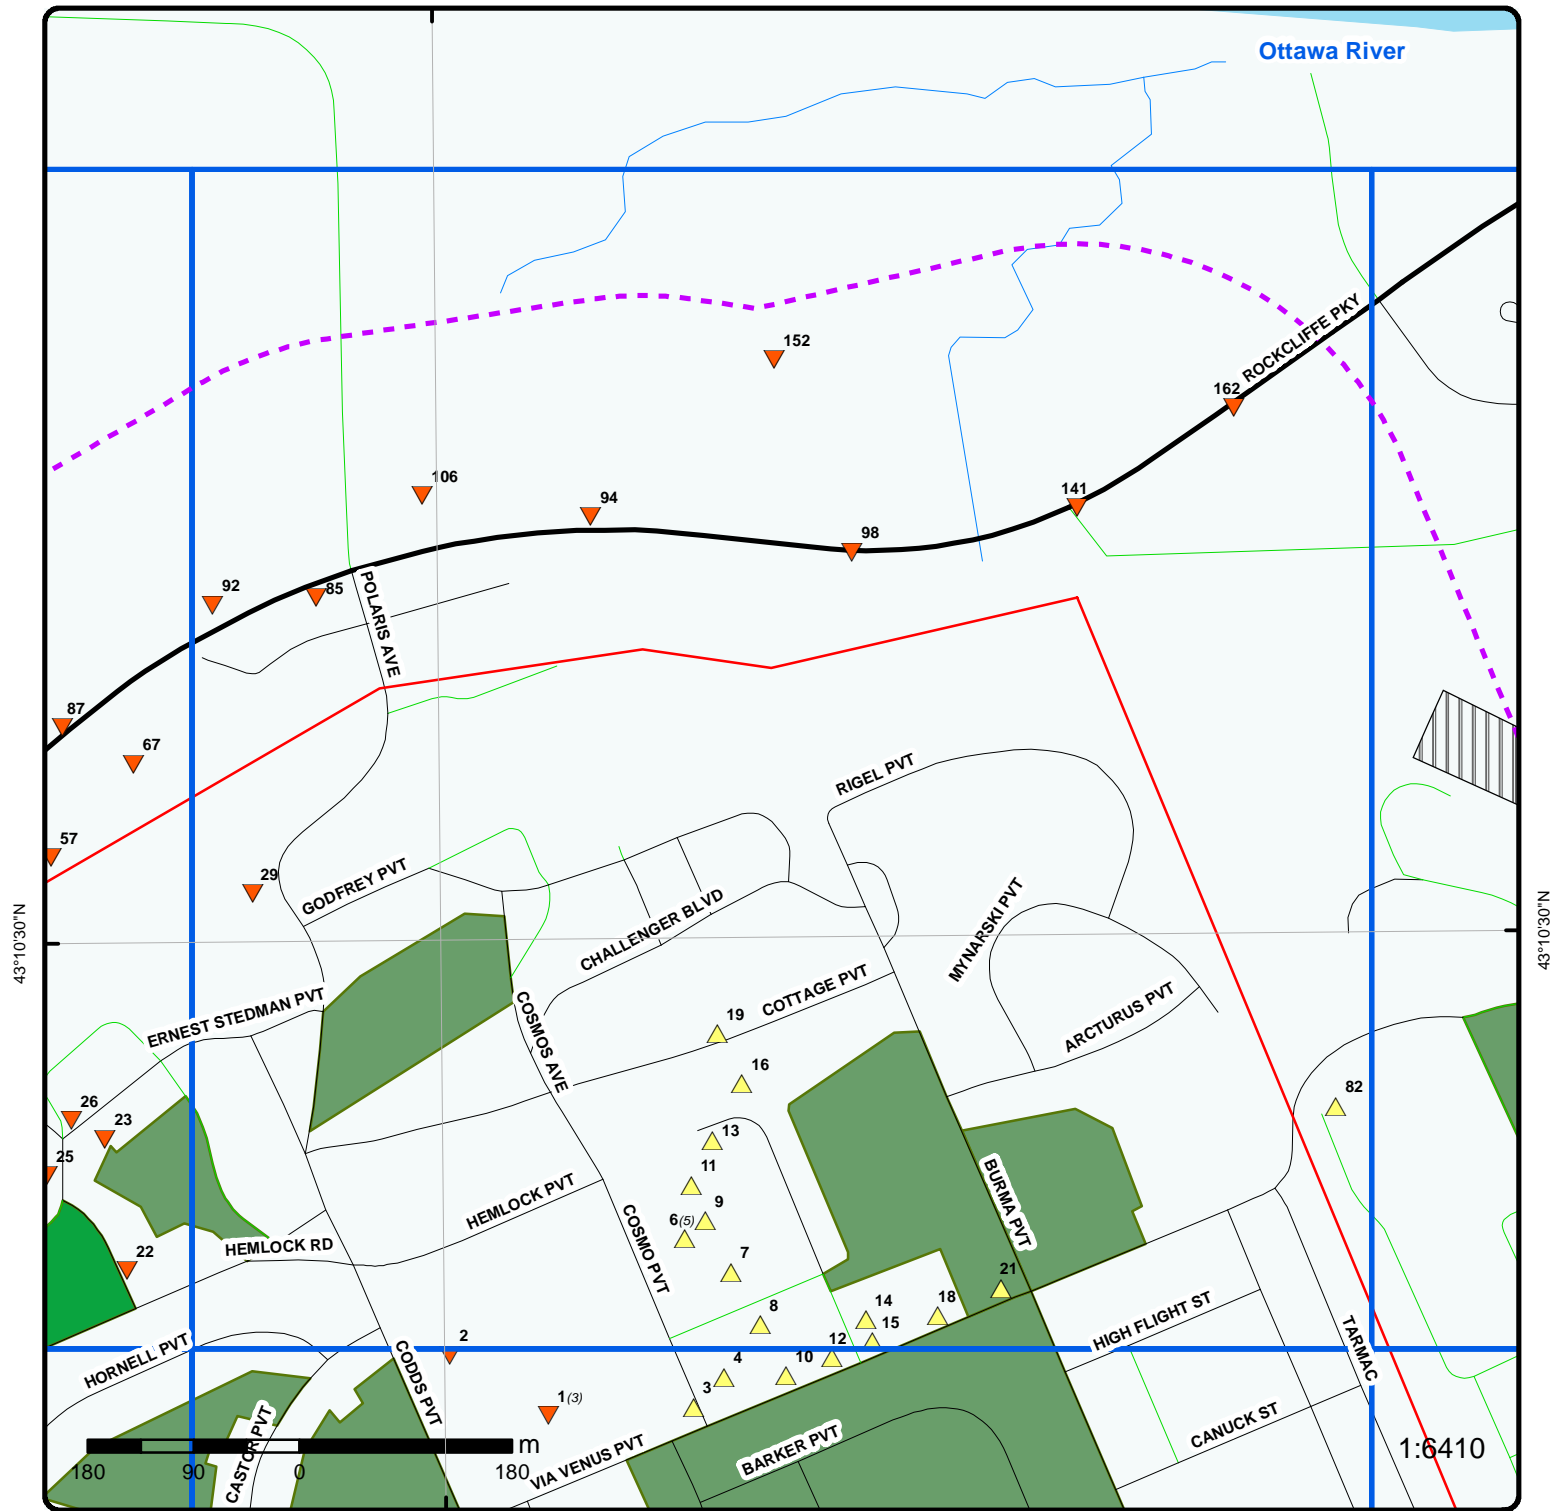 Ottawa River
ROCKCLIFFE PKY
152
162
106
94
141
98
92
85
POLARIS AVE
87
67
RIGEL PVT
57
29
GODFREY PVT
CHALLENGER BLVD
MYNARSKI PVT
43°10'30"N
43°10'30"N
COTTAGE PVT
ERNEST STEDMAN PVT
COSMOS AVE
19
ARCTURUS PVT
16
82
26
23
13
25
11
HEMLOCK PVT
BURMA PVT
9
6 (5)
COSMO PVT
HEMLOCK RD
22
7
21
14
18
8
15
HIGH FLIGHT ST
TARMAC
2
12
HORNELL PVT
CODDS PVT
4
10
3
1 (3)
CASTOR PVT
VIA VENUS PVT
BARKER PVT
CANUCK ST
m
1:6410
180
90
0
180